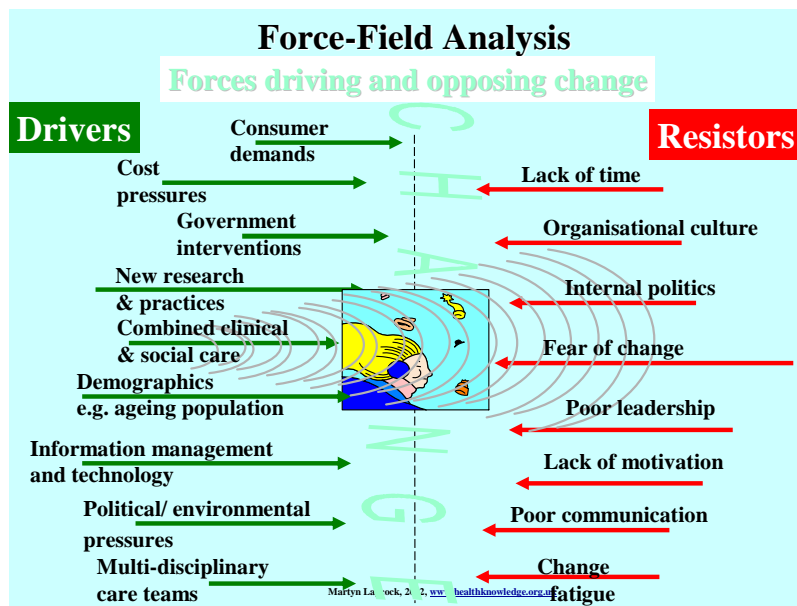 Force-Field Analysis
Forces driving and opposing change
Drivers
Resistors
CHANGE
Consumer
demands
Cost
pressures
Government
interventions
New research
& practices
Combined clinical
& social care
Demographics
e.g. ageing population
Information management
and technology
Political/ environmental
pressures
Multi-disciplinary
care teams
Lack of time
Organisational culture
Internal politics
Fear of change
Poor leadership
Lack of motivation
Poor communication
Change
fatigue
Martyn